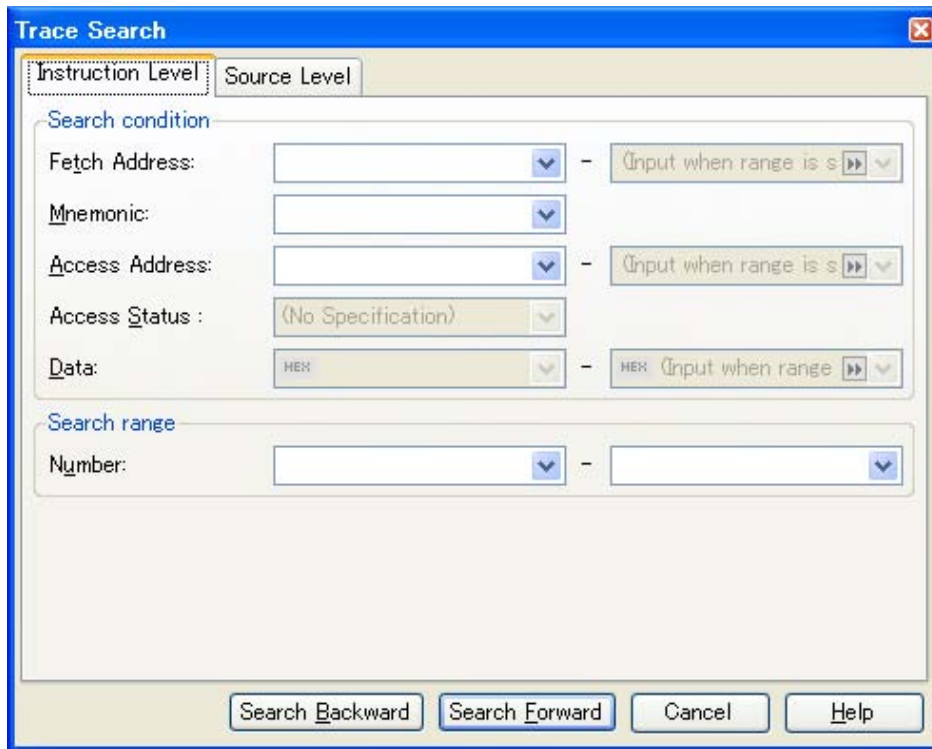 Trace Search
Instruction Level Source Level
Search condition
Fetch Address: - (Input when range is s
Mnemonic:
Access Address: - (Input when range is s
Access Status : (No Specification)
Data: HEX - HEX (Input when range
Search range
Number: -
Search Backward Search Forward Cancel Help